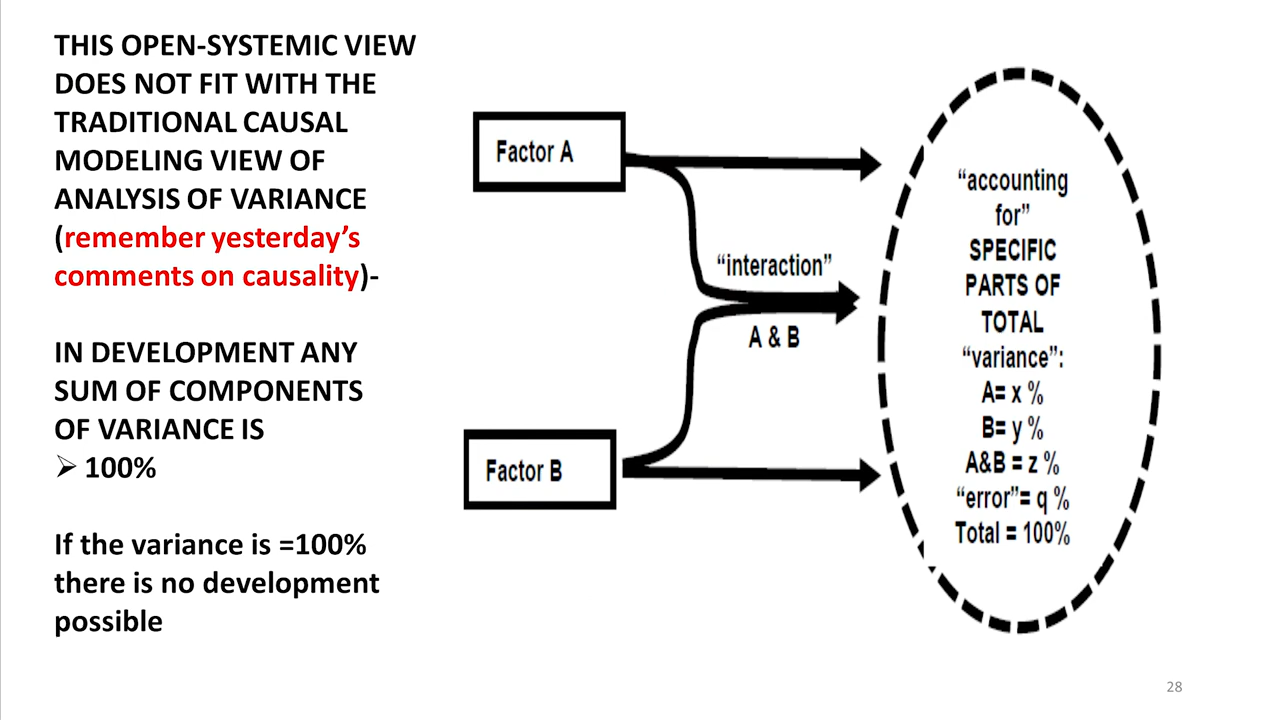 THIS OPEN-SYSTEMIC VIEW
DOES NOT FIT WITH THE
TRADITIONAL CAUSAL
MODELING VIEW OF
ANALYSIS OF VARIANCE
(remember yesterday’s
comments on causality)-
IN DEVELOPMENT ANY
SUM OF COMPONENTS
OF VARIANCE IS
➢ 100%
If the variance is =100%
there is no development
possible
Factor A
“interaction”
A & B
Factor B
“accounting
for”
SPECIFIC
PARTS OF
TOTAL
“variance”:
A= x %
B= y %
A&B = z %
“error”= q %
Total = 100%
28